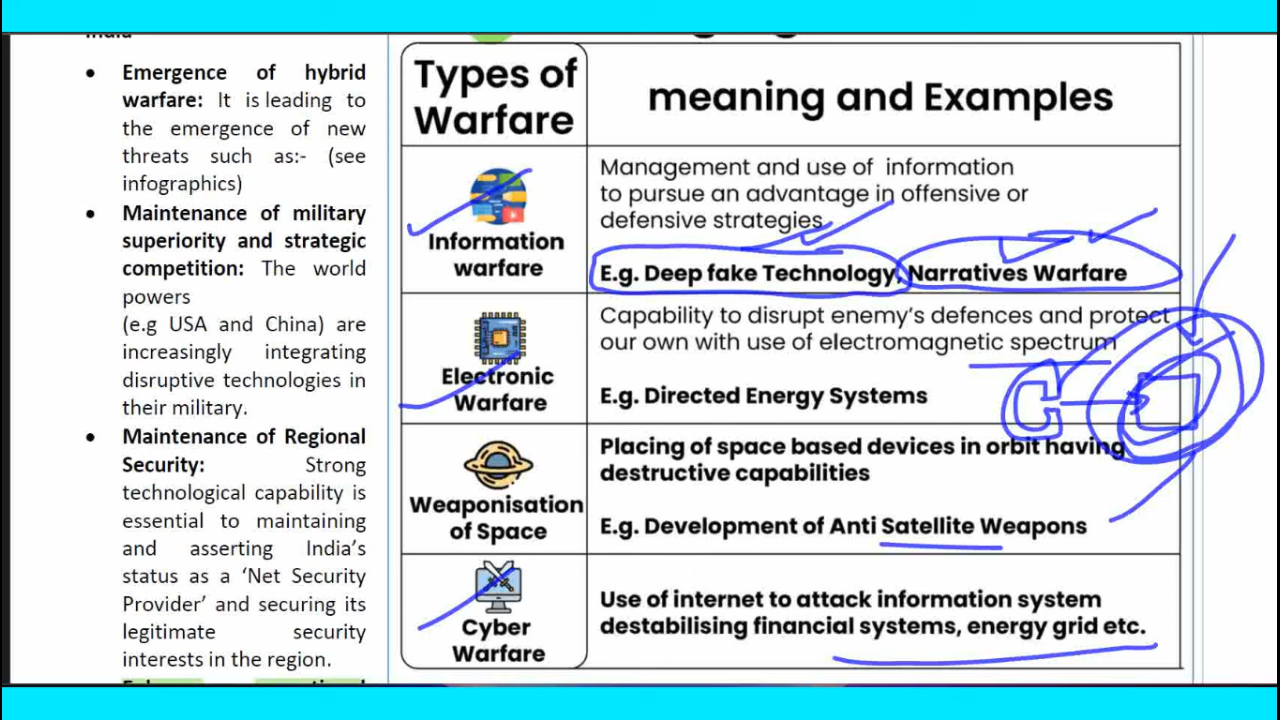 India
• Emergence of hybrid
warfare: It is leading to
the emergence of new
threats such as:- (see
infographics)
• Maintenance of military
superiority and strategic
competition: The world
powers
(e.g USA and China) are
increasingly integrating
disruptive technologies in
their military.
• Maintenance of Regional
Security: Strong
technological capability is
essential to maintaining
and asserting India's
status as a 'Net Security
Provider' and securing its
legitimate security
interests in the region.
Types of
Warfare
meaning and Examples
Information
warfare
Management and use of information
to pursue an advantage in offensive or
defensive strategies
E.g. Deep fake Technology, Narratives Warfare
Electronic
Warfare
Capability to disrupt enemy's defences and protect
our own with use of electromagnetic spectrum
E.g. Directed Energy Systems
Weaponisation
of Space
Placing of space based devices in orbit having
destructive capabilities
E.g. Development of Anti Satellite Weapons
Cyber
Warfare
Use of internet to attack information system
destabilising financial systems, energy grid etc.